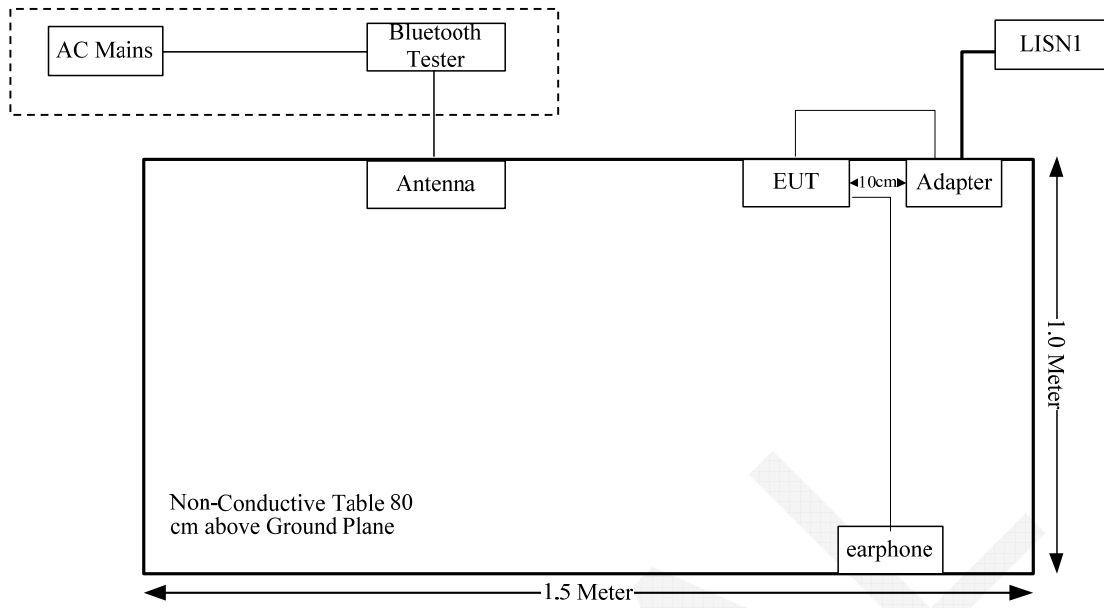 AC Mains
Bluetooth
Tester
LISN1
Antenna
EUT
10cm
Adapter
1.0 Meter
Non-Conductive Table 80
cm above Ground Plane
earphone
1.5 Meter